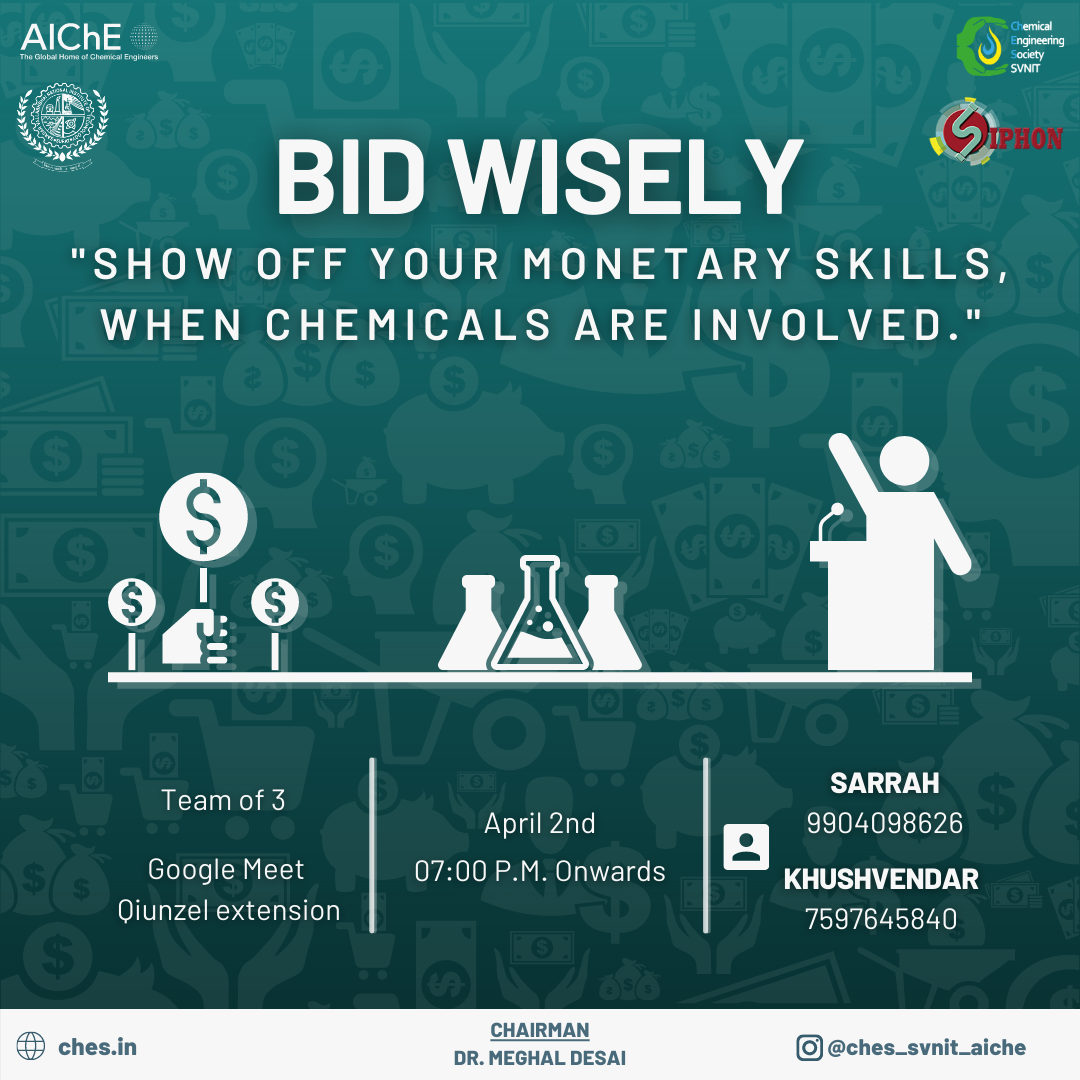 AIChE
The Global Home of Chemical Engineers
Chemical
Engineering
Society
SVNIT
SIPHON
BID WISELY
"SHOW OFF YOUR MONETARY SKILLS,
WHEN CHEMICALS ARE INVOLVED."
Team of 3
Google Meet
Qiunzel extension
April 2nd
07:00 P.M. Onwards
SARRAH
9904098626
KHUSHVENDAR
7597645840
ches.in
CHAIRMAN
DR. MEGHAL DESAI
@ches_svnit_aiche